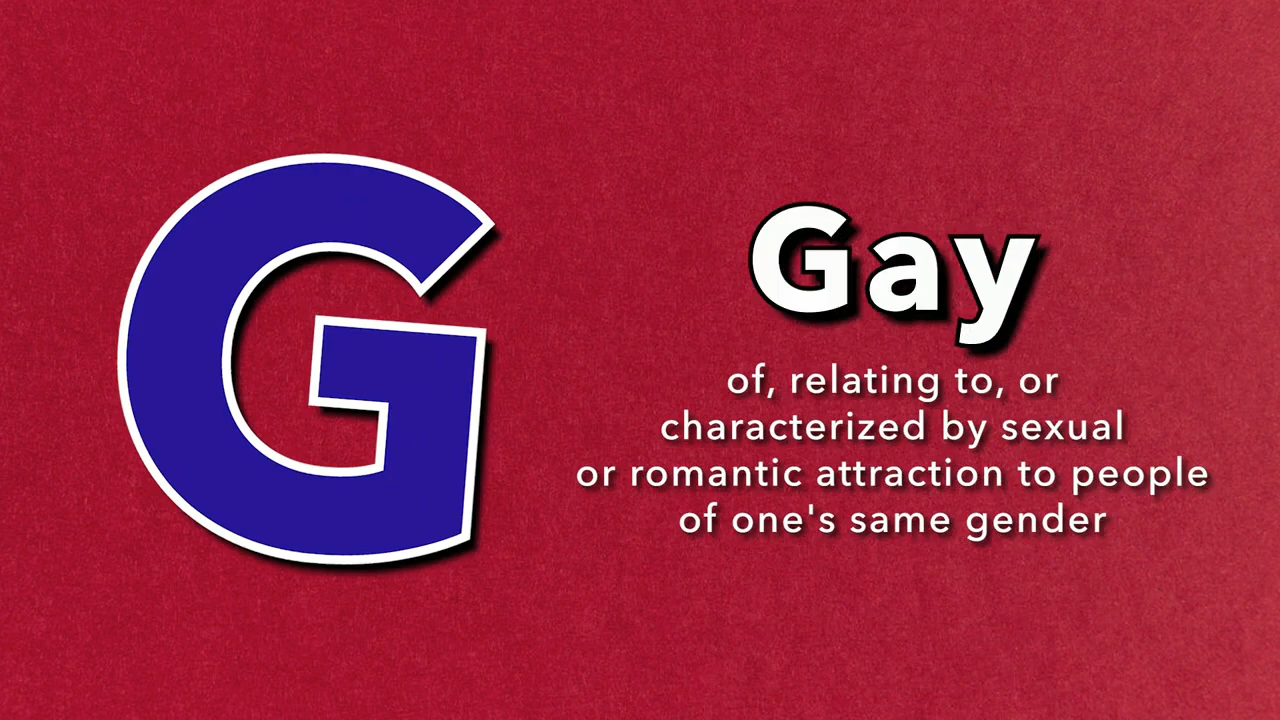 G
Gay
of, relating to, or
characterized by sexual
or romantic attraction to people
of one's same gender